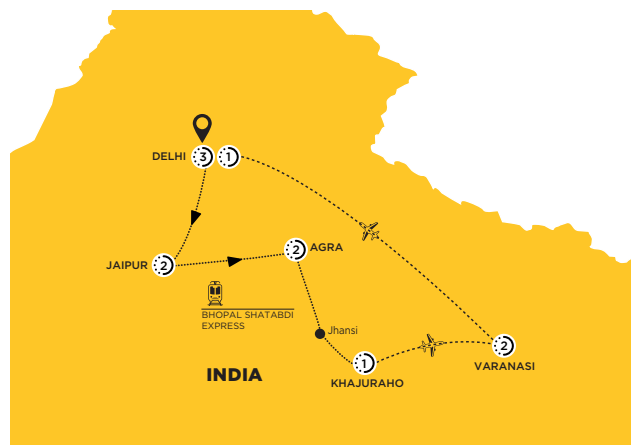 DELHI 3 1
JAIPUR 2
2 AGRA
BHOPAL SHATABDI
EXPRESS
Jhansi
1
KHAJURAHO
2
VARANASI
INDIA